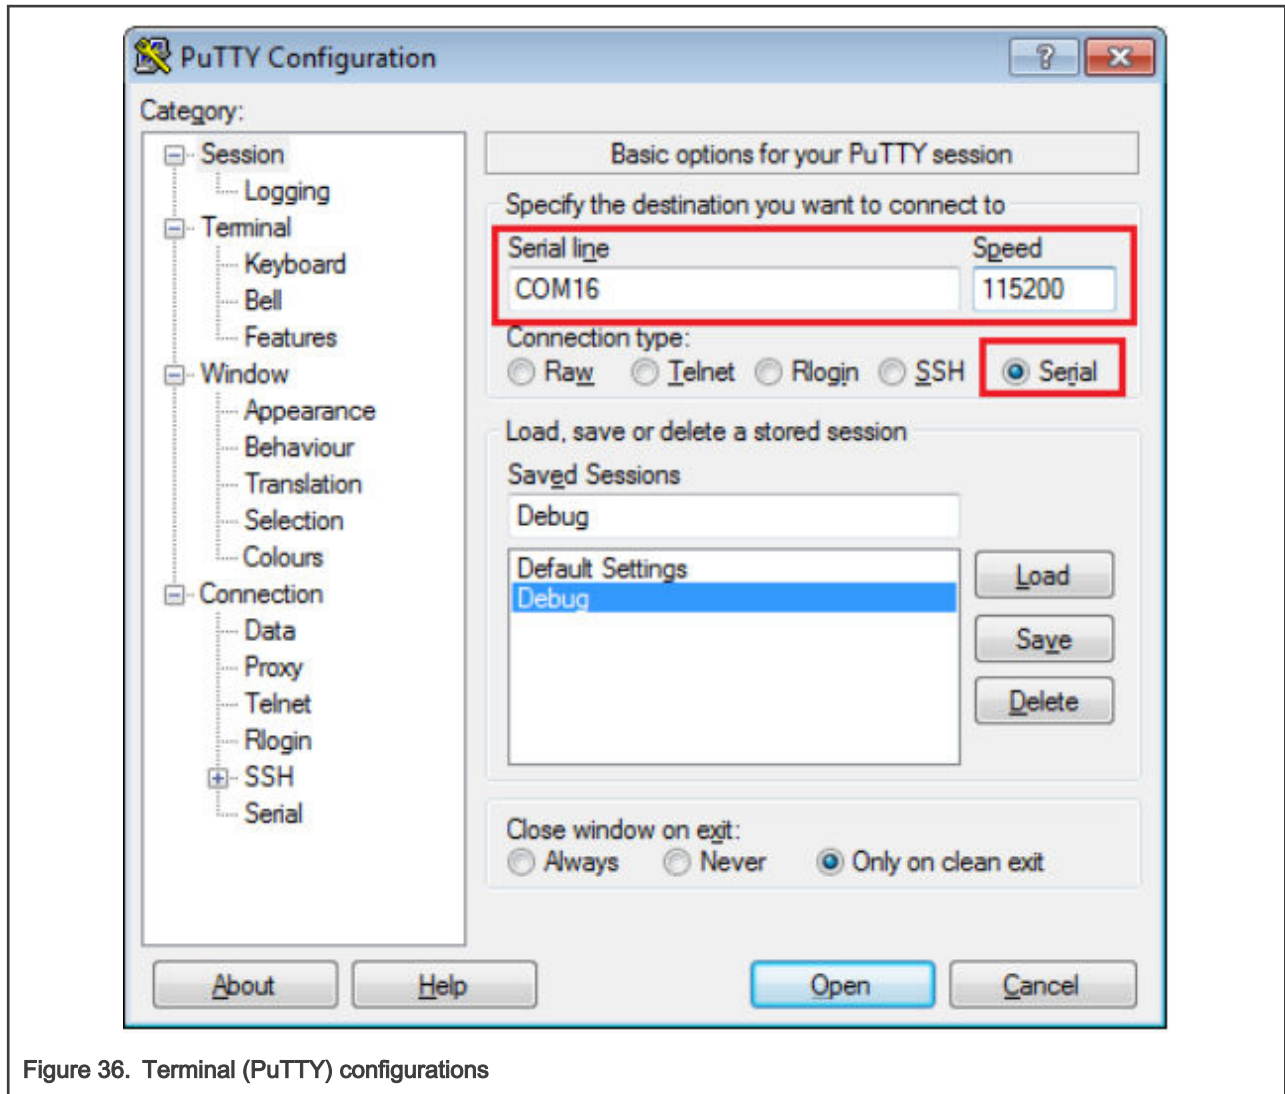 PuTTY Configuration
Category:
Session
Logging
Terminal
Keyboard
Bell
Features
Window
Appearance
Behaviour
Translation
Selection
Colours
Connection
Data
Proxy
Telnet
Rlogin
SSH
Serial
Basic options for your PuTTY session
Specify the destination you want to connect to
Serial line Speed
COM16 115200
Connection type:
Raw Telnet Rlogin SSH Serial
Load, save or delete a stored session
Saved Sessions
Debug
Default Settings
Debug
Load
Save
Delete
Close window on exit:
Always Never Only on clean exit
About Help Open Cancel
Figure 36. Terminal (PuTTY) configurations